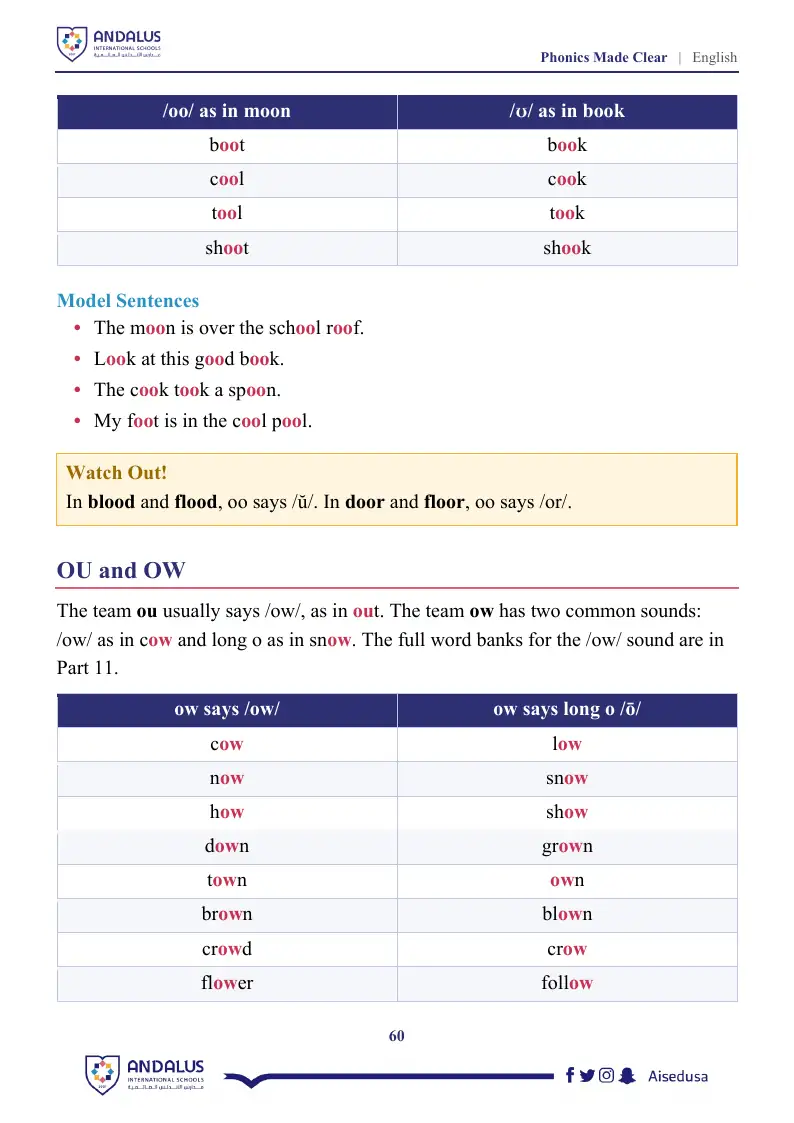 ANDALUS
INTERNATIONAL SCHOOLS
مدارس الأندلس العالمية
Phonics Made Clear | English
/oo/ as in moon /ʊ/ as in book
boot book
cool cook
tool took
shoot shook
Model Sentences
• The moon is over the school roof.
• Look at this good book.
• The cook took a spoon.
• My foot is in the cool pool.
Watch Out!
In blood and flood, oo says /ŭ/. In door and floor, oo says /or/.
OU and OW
The team ou usually says /ow/, as in out. The team ow has two common sounds:
/ow/ as in cow and long o as in snow. The full word banks for the /ow/ sound are in
Part 11.
ow says /ow/ ow says long o /ō/
cow low
now snow
how show
down grown
town own
brown blown
crowd crow
flower follow
60
ANDALUS
INTERNATIONAL SCHOOLS
مدارس الأندلس العالمية
Aisedusa